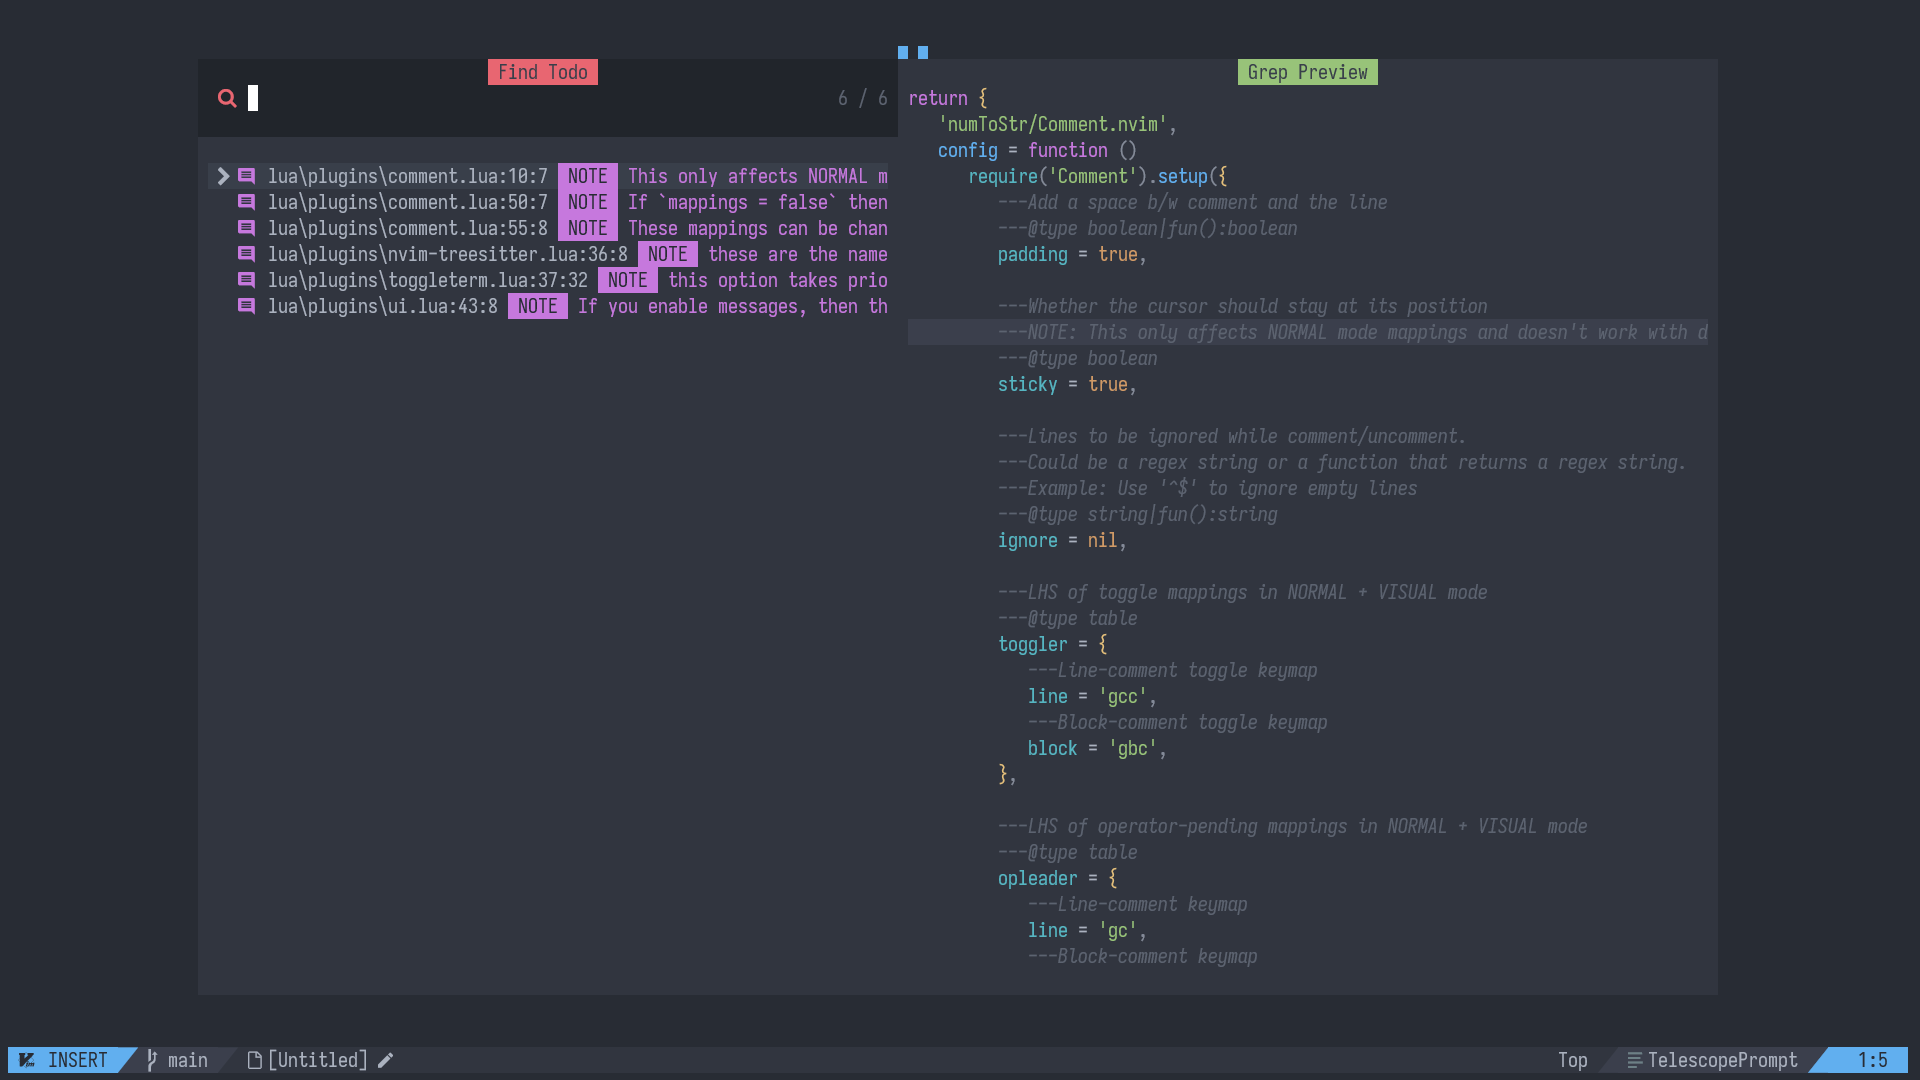 Find Todo
6 / 6
lua\plugins\comment.lua:10:7 NOTE This only affects NORMAL m
lua\plugins\comment.lua:50:7 NOTE If `mappings = false` then
lua\plugins\comment.lua:55:8 NOTE These mappings can be chan
lua\plugins\nvim-treesitter.lua:36:8 NOTE these are the name
lua\plugins\toggleterm.lua:37:32 NOTE this option takes prio
lua\plugins\ui.lua:43:8 NOTE If you enable messages, then th
Grep Preview
return {
'numToStr/Comment.nvim',
config = function ()
require('Comment').setup({
---Add a space b/w comment and the line
---@type boolean|fun():boolean
padding = true,
---Whether the cursor should stay at its position
---NOTE: This only affects NORMAL mode mappings and doesn't work with d
---@type boolean
sticky = true,
---Lines to be ignored while comment/uncomment.
---Could be a regex string or a function that returns a regex string.
---Example: Use '^$' to ignore empty lines
---@type string|fun():string
ignore = nil,
---LHS of toggle mappings in NORMAL + VISUAL mode
---@type table
toggler = {
---Line-comment toggle keymap
line = 'gcc',
---Block-comment toggle keymap
block = 'gbc',
},
---LHS of operator-pending mappings in NORMAL + VISUAL mode
---@type table
opleader = {
---Line-comment keymap
line = 'gc',
---Block-comment keymap
INSERT main [Untitled] Top TelescopePrompt 1:5